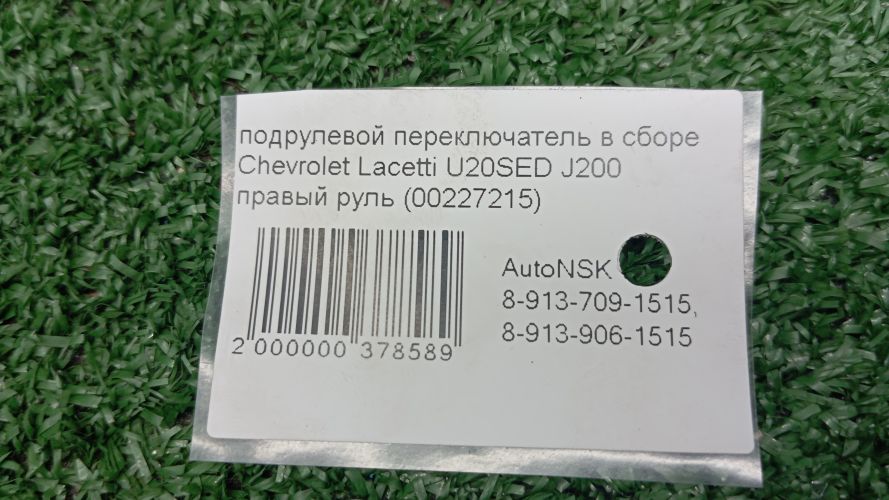 подрулевой переключатель в сборе
Chevrolet Lacetti U20SED J200
правый руль (00227215)
AutoNSK
8-913-709-1515,
8-913-906-1515
2 000000 378589